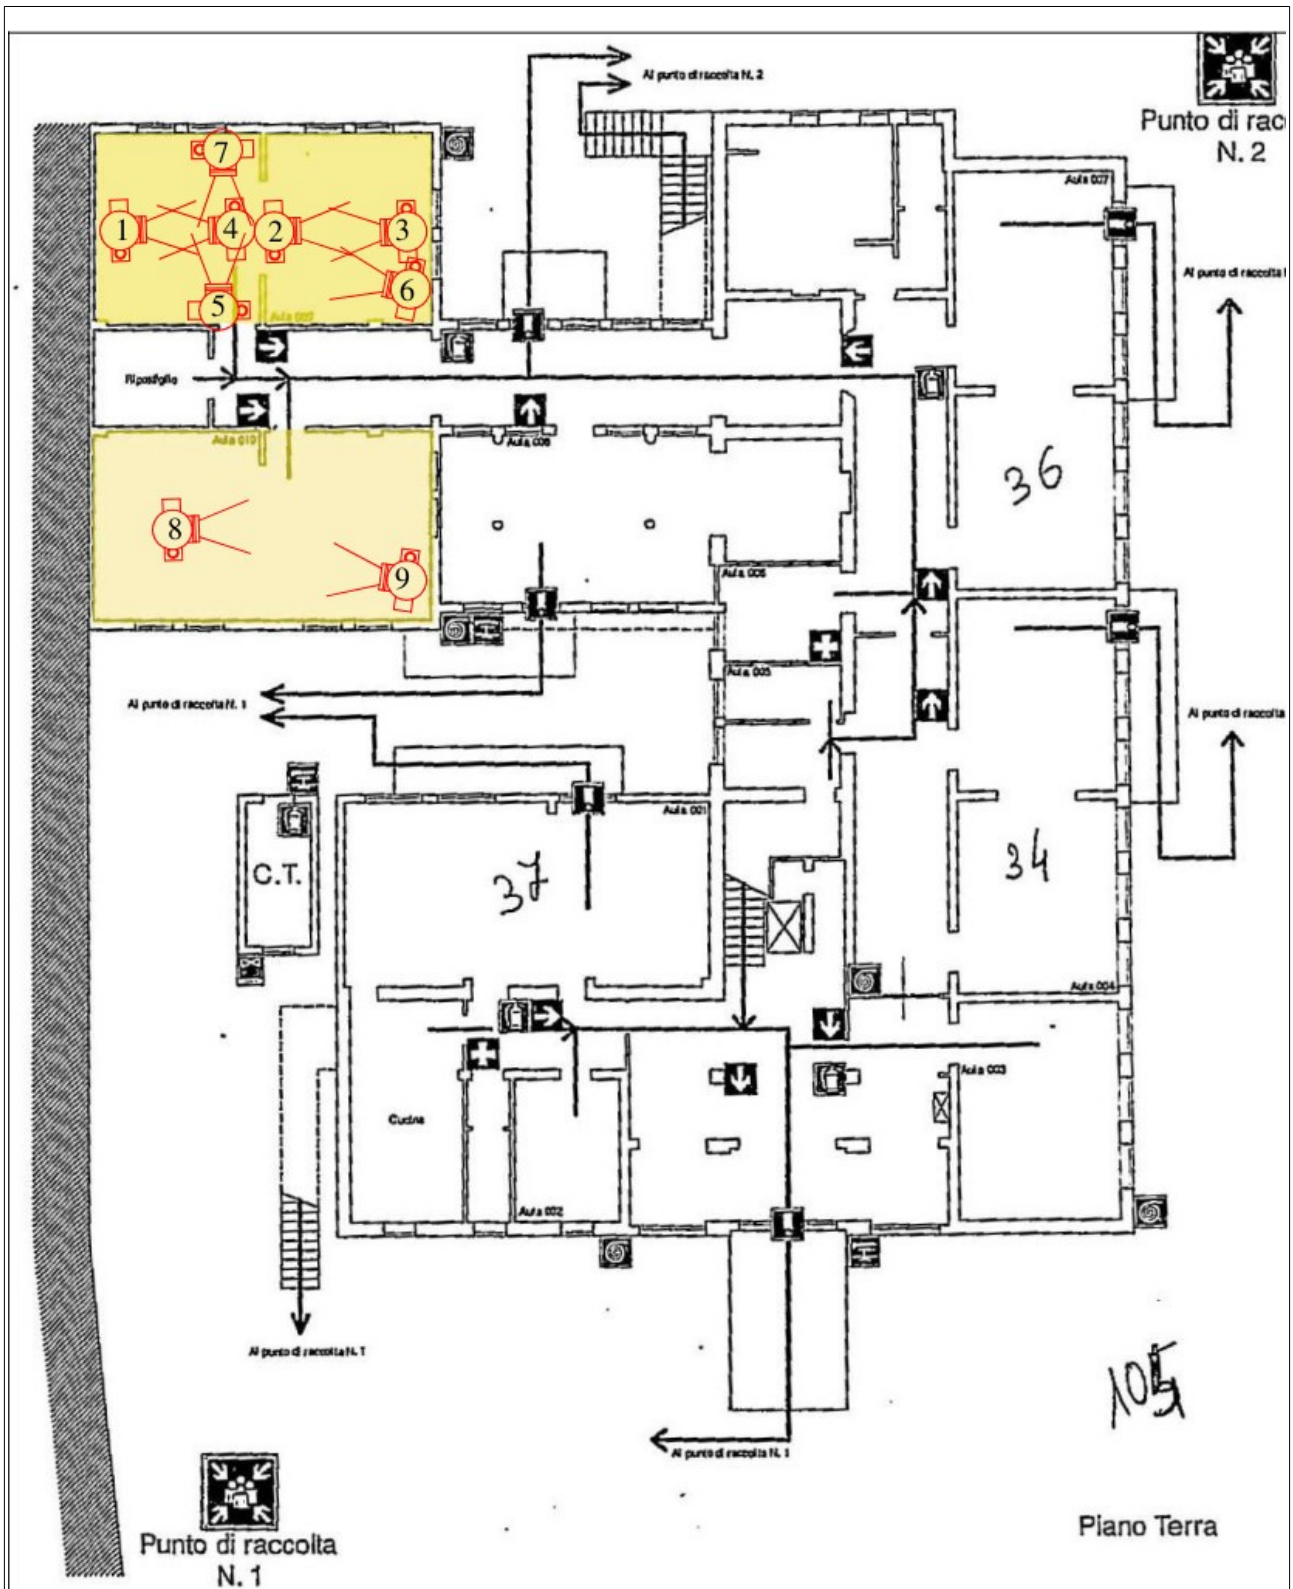 Al punto di raccolta N. 2
Punto di rac
N. 2
7
Aula 007
1
4
2
3
6
5
Al punto di raccolta
Aula 009
Ripostiglio
Aula 010
Aula 008
36
8
9
Aula 006
Aula 005
Al punto di raccolta N. 1
Al punto di raccolta
Aula 001
C.T.
37
34
Aula 004
Aula 003
Cucina
Aula 002
Al punto di raccolta N. 1
105
Al punto di raccolta N. 1
Punto di raccolta
N. 1
Piano Terra